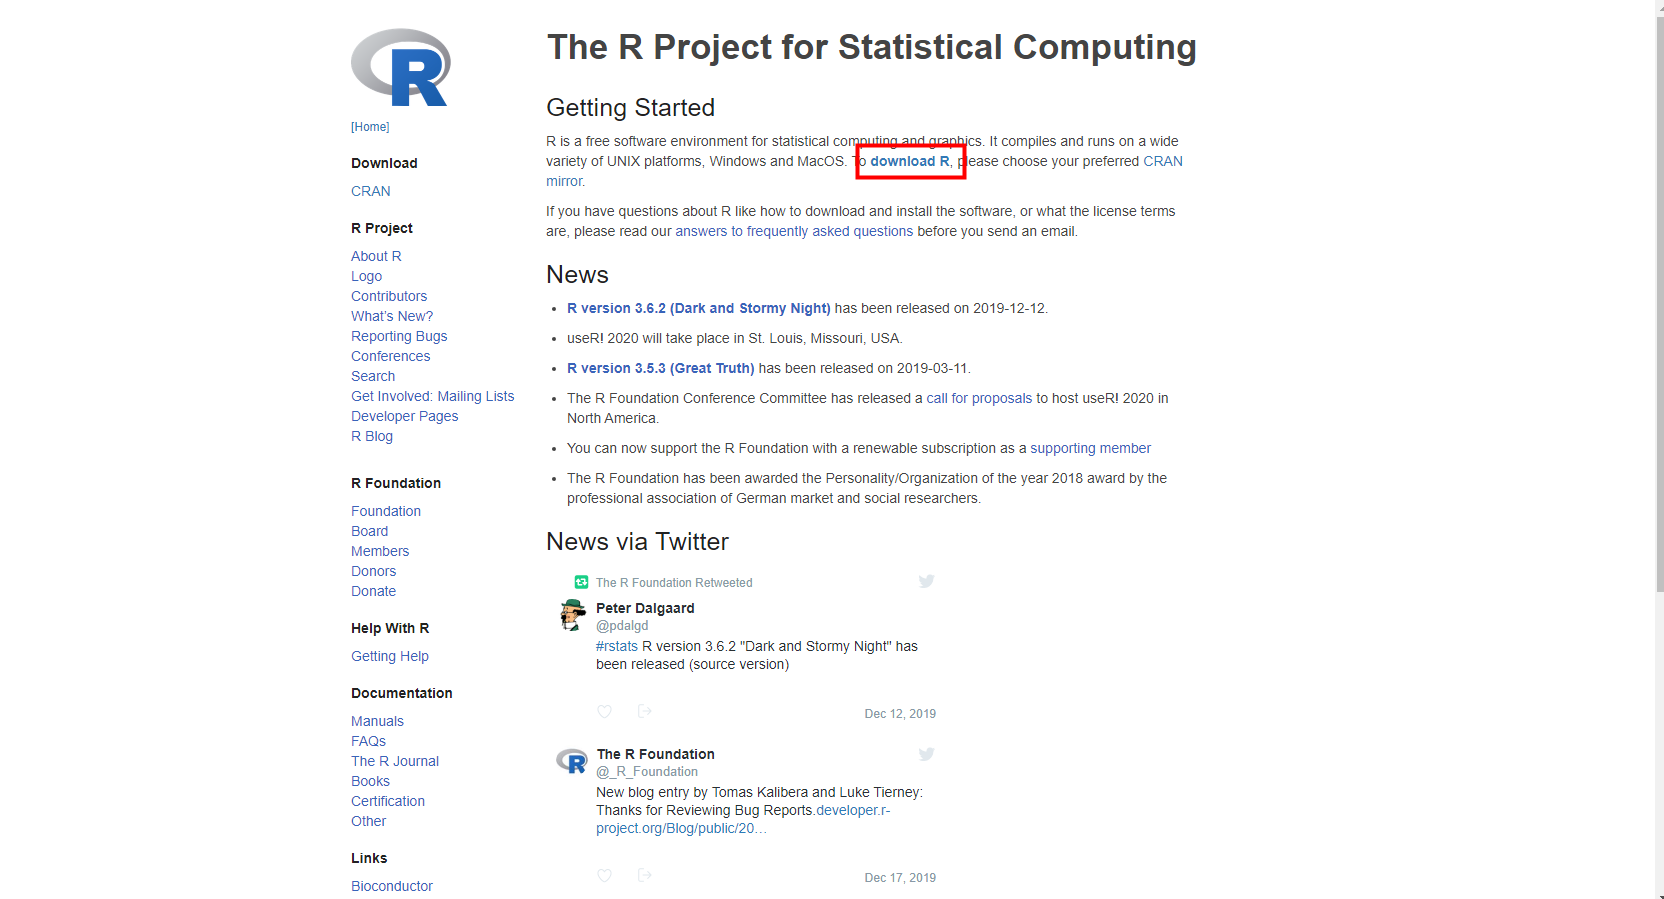 R
[Home]
Download
CRAN
R Project
About R
Logo
Contributors
What's New?
Reporting Bugs
Conferences
Search
Get Involved: Mailing Lists
Developer Pages
R Blog
R Foundation
Foundation
Board
Members
Donors
Donate
Help With R
Getting Help
Documentation
Manuals
FAQs
The R Journal
Books
Certification
Other
Links
Bioconductor
The R Project for Statistical Computing
Getting Started
R is a free software environment for statistical computing and graphics. It compiles and runs on a wide
variety of UNIX platforms, Windows and MacOS. To download R, please choose your preferred CRAN
mirror.
If you have questions about R like how to download and install the software, or what the license terms
are, please read our answers to frequently asked questions before you send an email.
News
• R version 3.6.2 (Dark and Stormy Night) has been released on 2019-12-12.
• useR! 2020 will take place in St. Louis, Missouri, USA.
• R version 3.5.3 (Great Truth) has been released on 2019-03-11.
• The R Foundation Conference Committee has released a call for proposals to host useR! 2020 in
North America.
• You can now support the R Foundation with a renewable subscription as a supporting member
• The R Foundation has been awarded the Personality/Organization of the year 2018 award by the
professional association of German market and social researchers.
News via Twitter
The R Foundation Retweeted
Peter Dalgaard
@pdalgd
#rstats R version 3.6.2 "Dark and Stormy Night" has
been released (source version)
Dec 12, 2019
R
The R Foundation
@_R_Foundation
New blog entry by Tomas Kalibera and Luke Tierney:
Thanks for Reviewing Bug Reports.developer.r-
project.org/Blog/public/20…
Dec 17, 2019